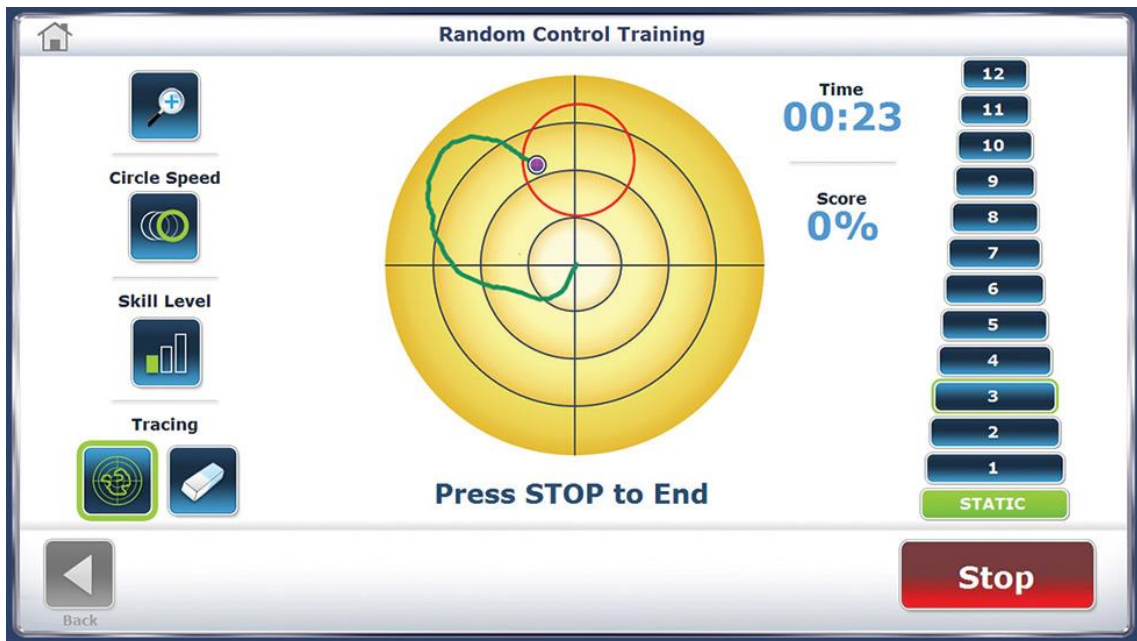 Random Control Training
Circle Speed
Skill Level
Tracing
Time
00:23
Score
0%
12
11
10
9
8
7
6
5
4
3
2
1
STATIC
Press STOP to End
Back
Stop